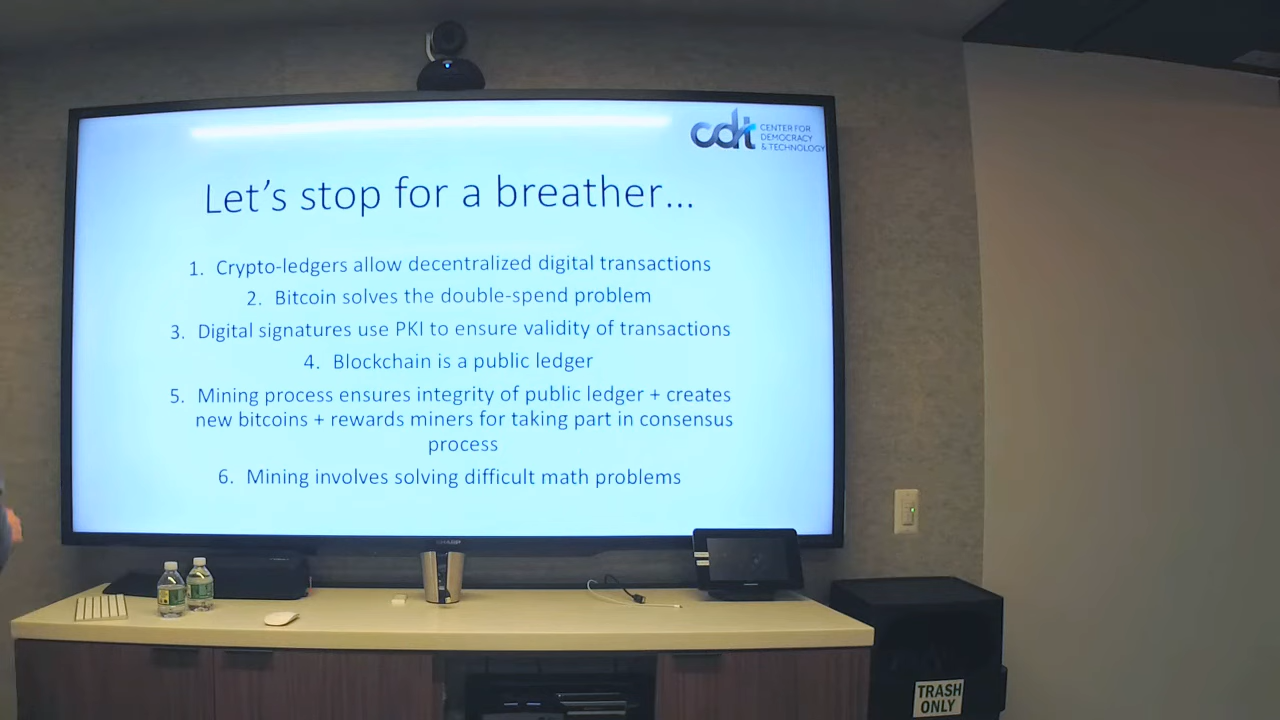 cdt
CENTER FOR
DEMOCRACY
& TECHNOLOGY
Let's stop for a breather...
1. Crypto-ledgers allow decentralized digital transactions
2. Bitcoin solves the double-spend problem
3. Digital signatures use PKI to ensure validity of transactions
4. Blockchain is a public ledger
5. Mining process ensures integrity of public ledger + creates
new bitcoins + rewards miners for taking part in consensus
process
6. Mining involves solving difficult math problems
TRASH
ONLY